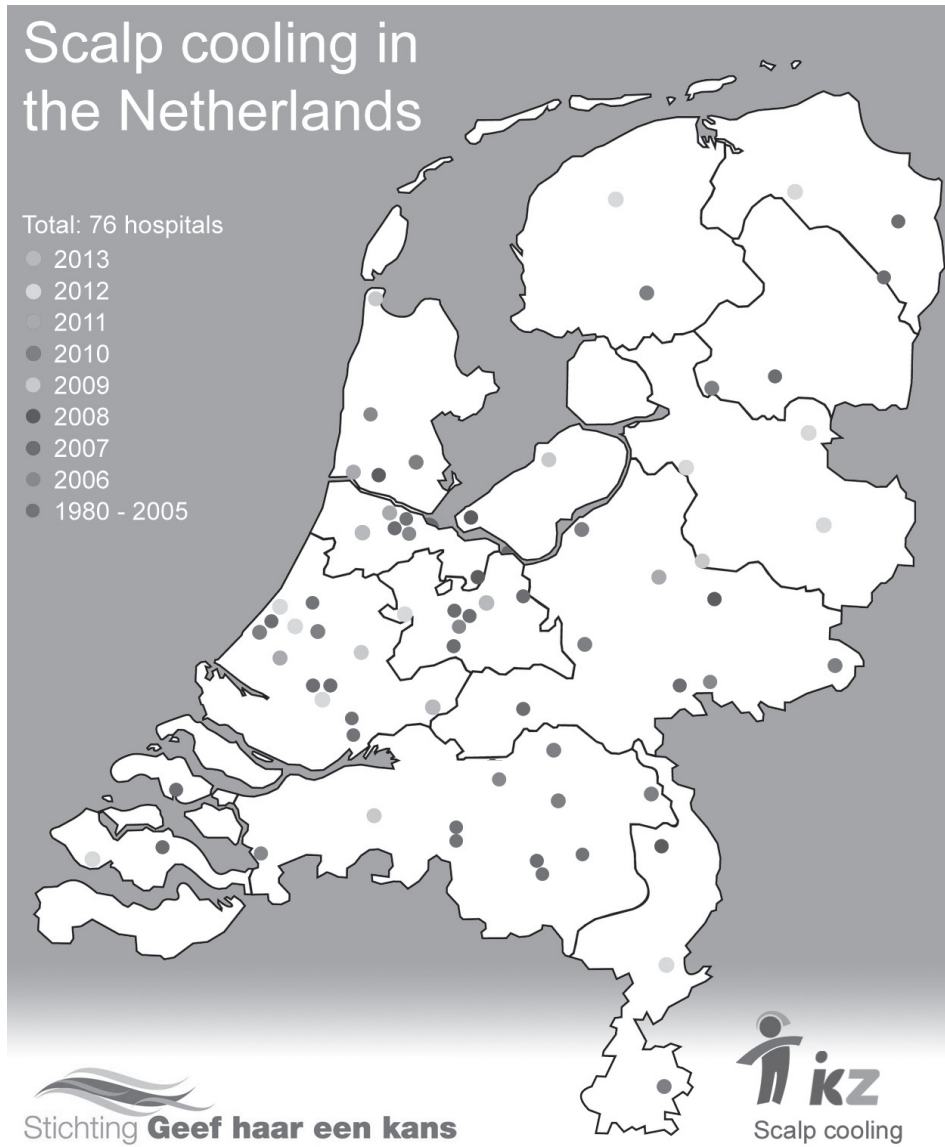 Scalp cooling in
the Netherlands
Total: 76 hospitals
2013
2012
2011
2010
2009
2008
2007
2006
1980 - 2005
Stichting Geef haar een kans
ikz
Scalp cooling